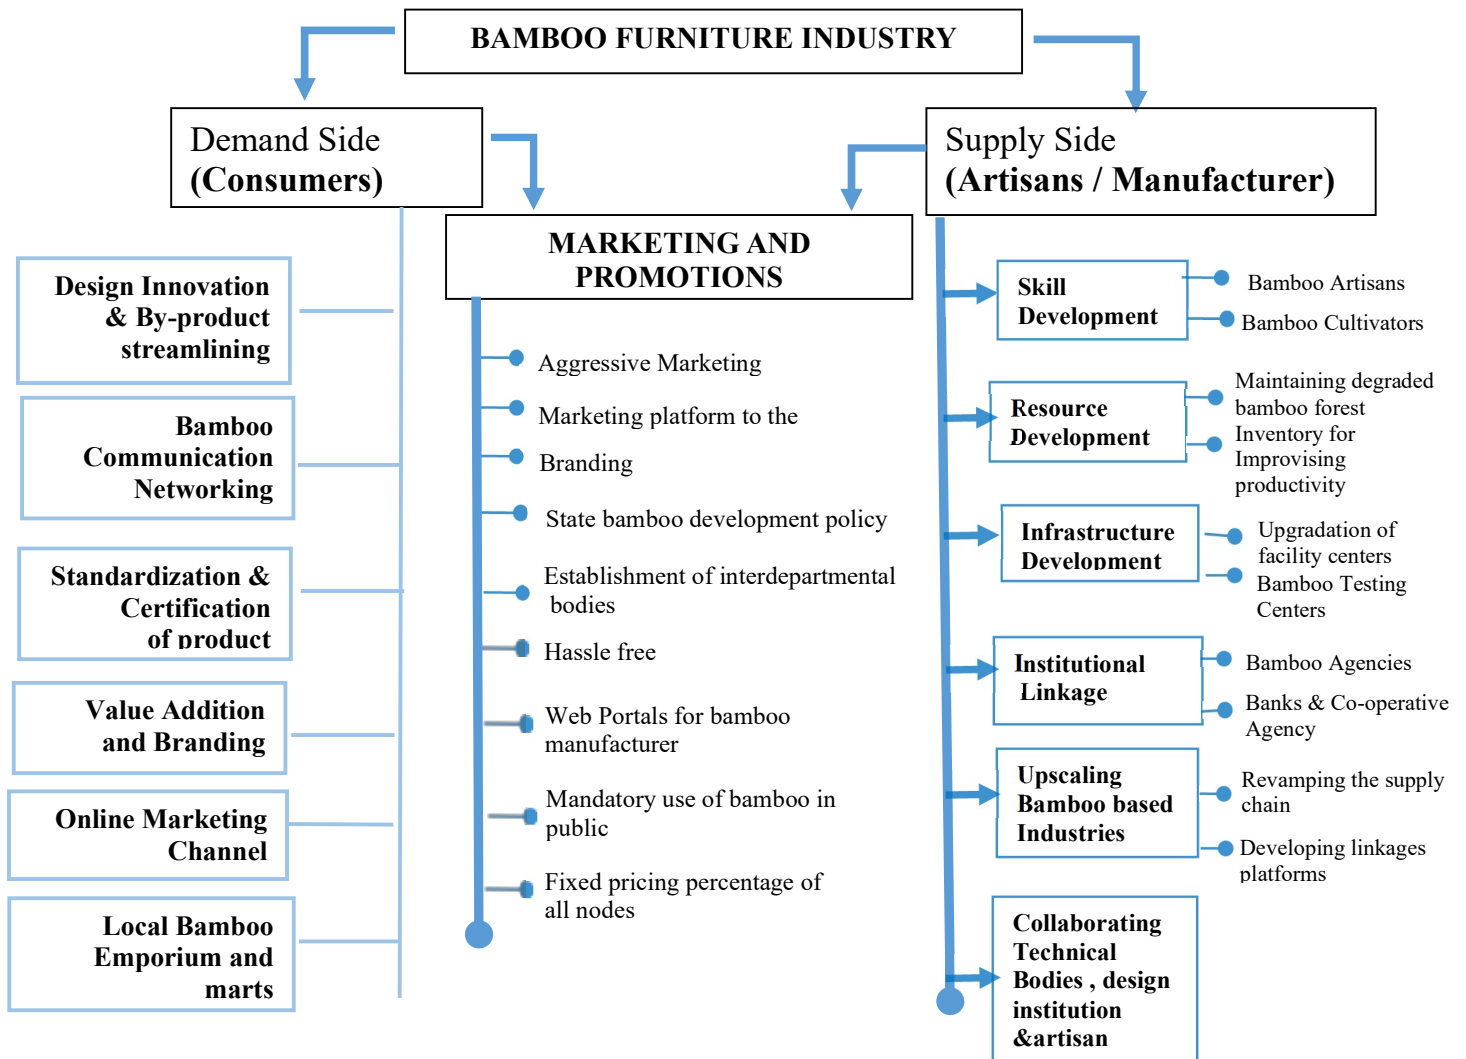 BAMBOO FURNITURE INDUSTRY
Demand Side
(Consumers)
Supply Side
(Artisans / Manufacturer)
MARKETING AND
PROMOTIONS
Design Innovation
& By-product
streamlining
Bamboo
Communication
Networking
Standardization &
Certification
of product
Value Addition
and Branding
Online Marketing
Channel
Local Bamboo
Emporium and
marts
Aggressive Marketing
Marketing platform to the
Branding
State bamboo development policy
Establishment of interdepartmental
bodies
Hassle free
Web Portals for bamboo
manufacturer
Mandatory use of bamboo in
public
Fixed pricing percentage of
all nodes
Skill
Development
Bamboo Artisans
Bamboo Cultivators
Resource
Development
Maintaining degraded
bamboo forest
Inventory for
Improvising
productivity
Infrastructure
Development
Upgradation of
facility centers
Bamboo Testing
Centers
Institutional
Linkage
Bamboo Agencies
Banks & Co-operative
Agency
Upscaling
Bamboo based
Industries
Revamping the supply
chain
Developing linkages
platforms
Collaborating
Technical
Bodies , design
institution
&artisan